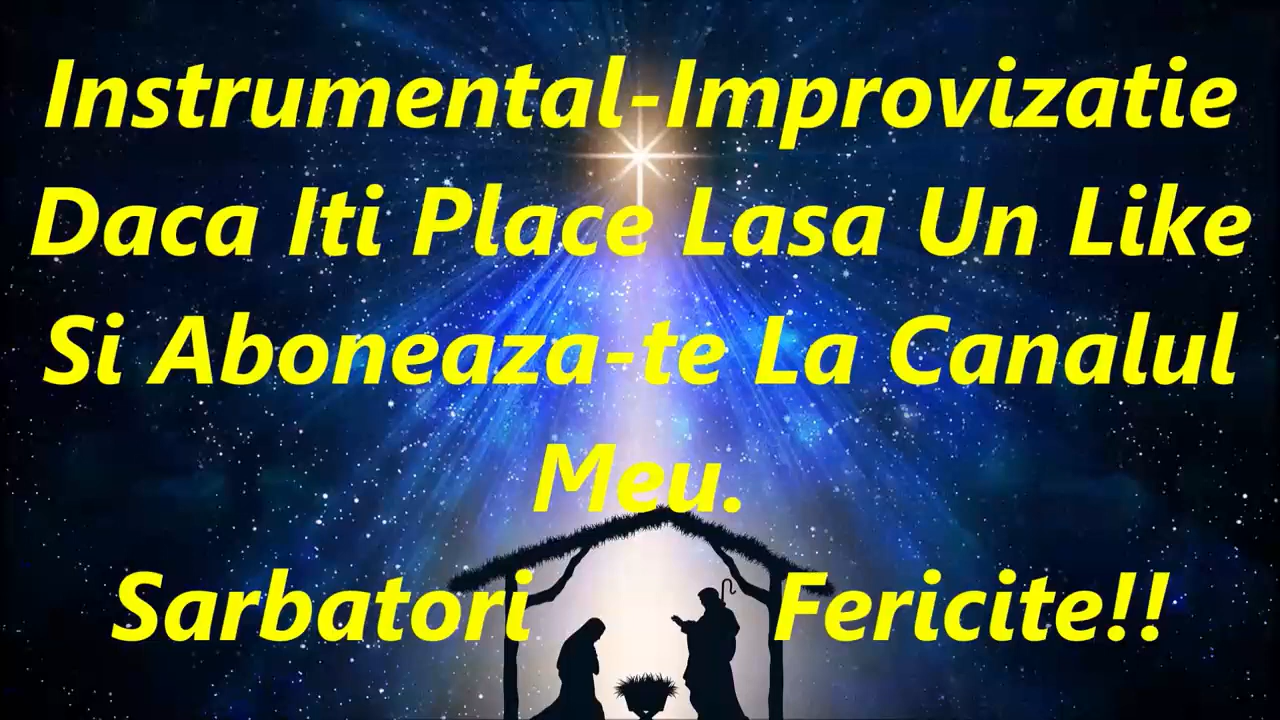 Instrumental-Improvizatie
Daca Iti Place Lasa Un Like
Si Aboneaza-te La Canalul
Meu.
Sarbatori Fericite!!